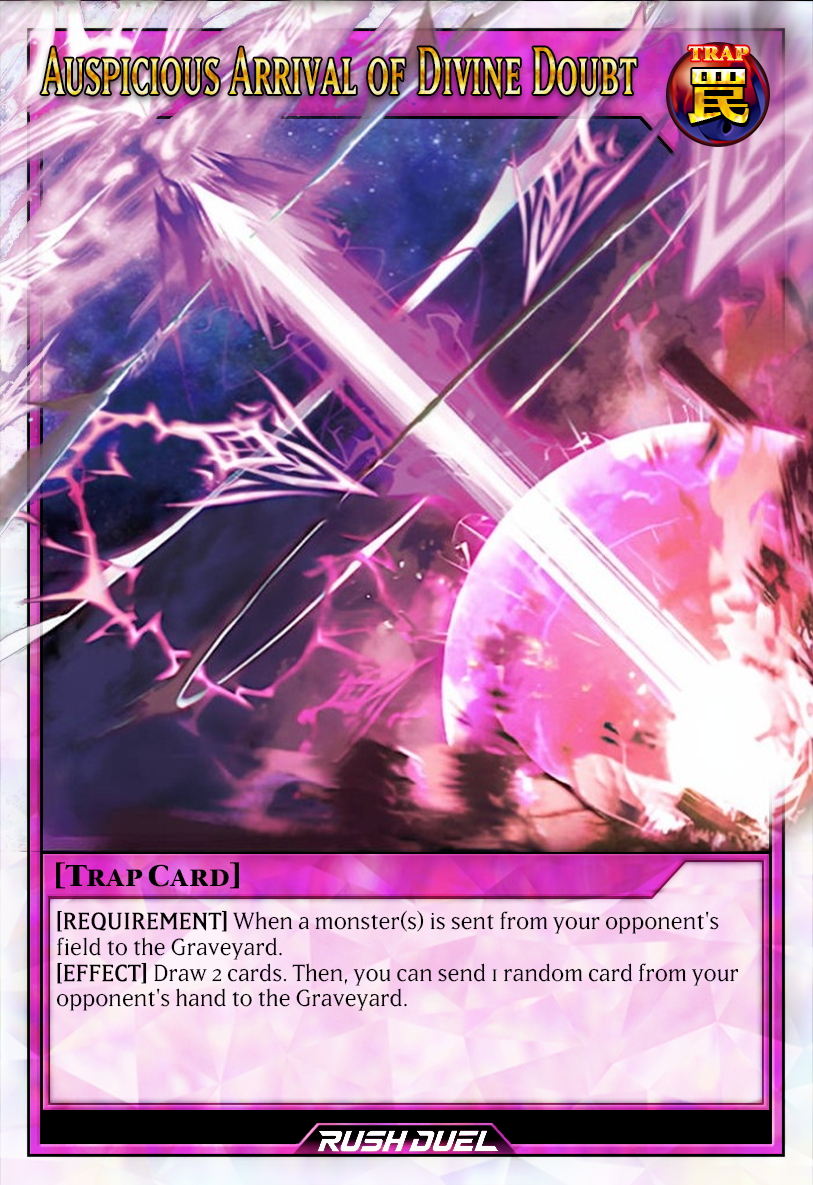 Auspicious Arrival of Divine Doubt
TRAP
罠
[Trap Card]
[REQUIREMENT] When a monster(s) is sent from your opponent's
field to the Graveyard.
[EFFECT] Draw 2 cards. Then, you can send 1 random card from your
opponent's hand to the Graveyard.
RUSH DUEL